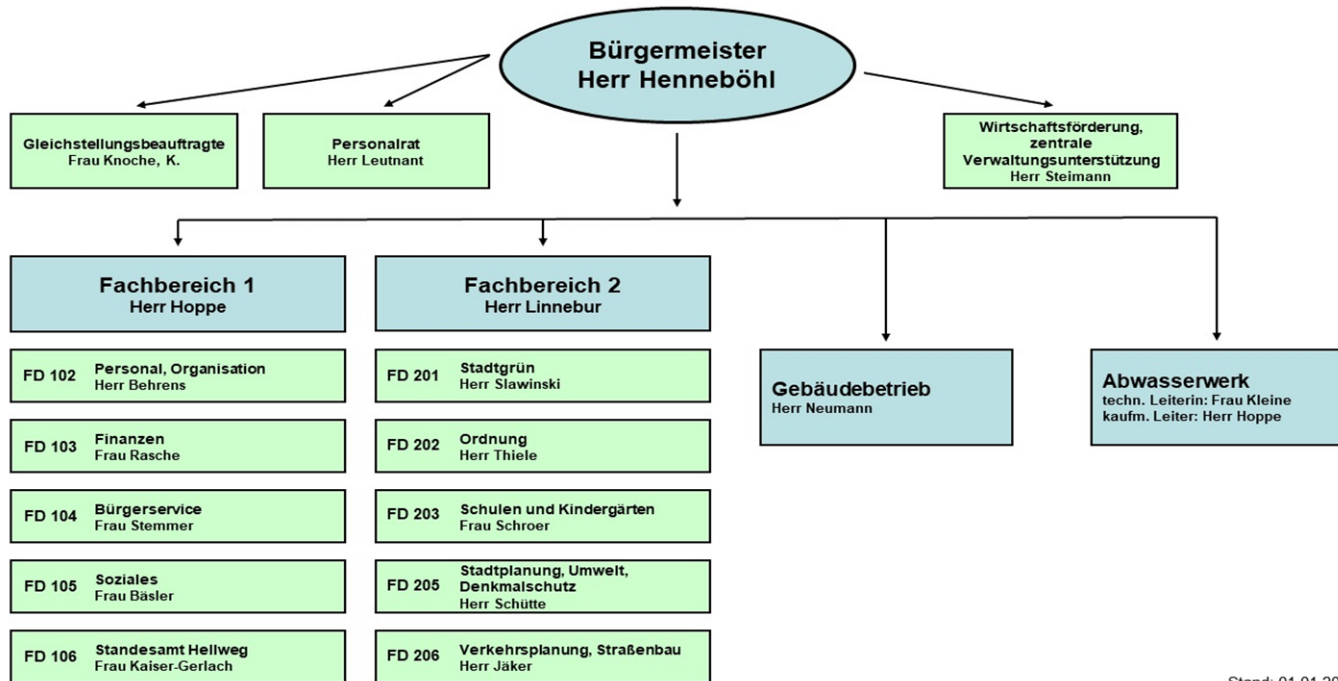 Bürgermeister
Herr Henneböhl
Gleichstellungsbeauftragte
Frau Knoche, K.
Personalrat
Herr Leutnant
Wirtschaftsförderung,
zentrale
Verwaltungsunterstützung
Herr Steimann
Fachbereich 1
Herr Hoppe
FD 102 Personal, Organisation
Herr Behrens
FD 103 Finanzen
Frau Rasche
FD 104 Bürgerservice
Frau Stemmer
FD 105 Soziales
Frau Bäsler
FD 106 Standesamt Hellweg
Frau Kaiser-Gerlach
Fachbereich 2
Herr Linnebur
FD 201 Stadtgrün
Herr Slawinski
FD 202 Ordnung
Herr Thiele
FD 203 Schulen und Kindergärten
Frau Schroer
FD 205 Stadtplanung, Umwelt,
Denkmalschutz
Herr Schütte
FD 206 Verkehrsplanung, Straßenbau
Herr Jäker
Gebäudebetrieb
Herr Neumann
Abwasserwerk
techn. Leiterin: Frau Kleine
kaufm. Leiter: Herr Hoppe
Stand: